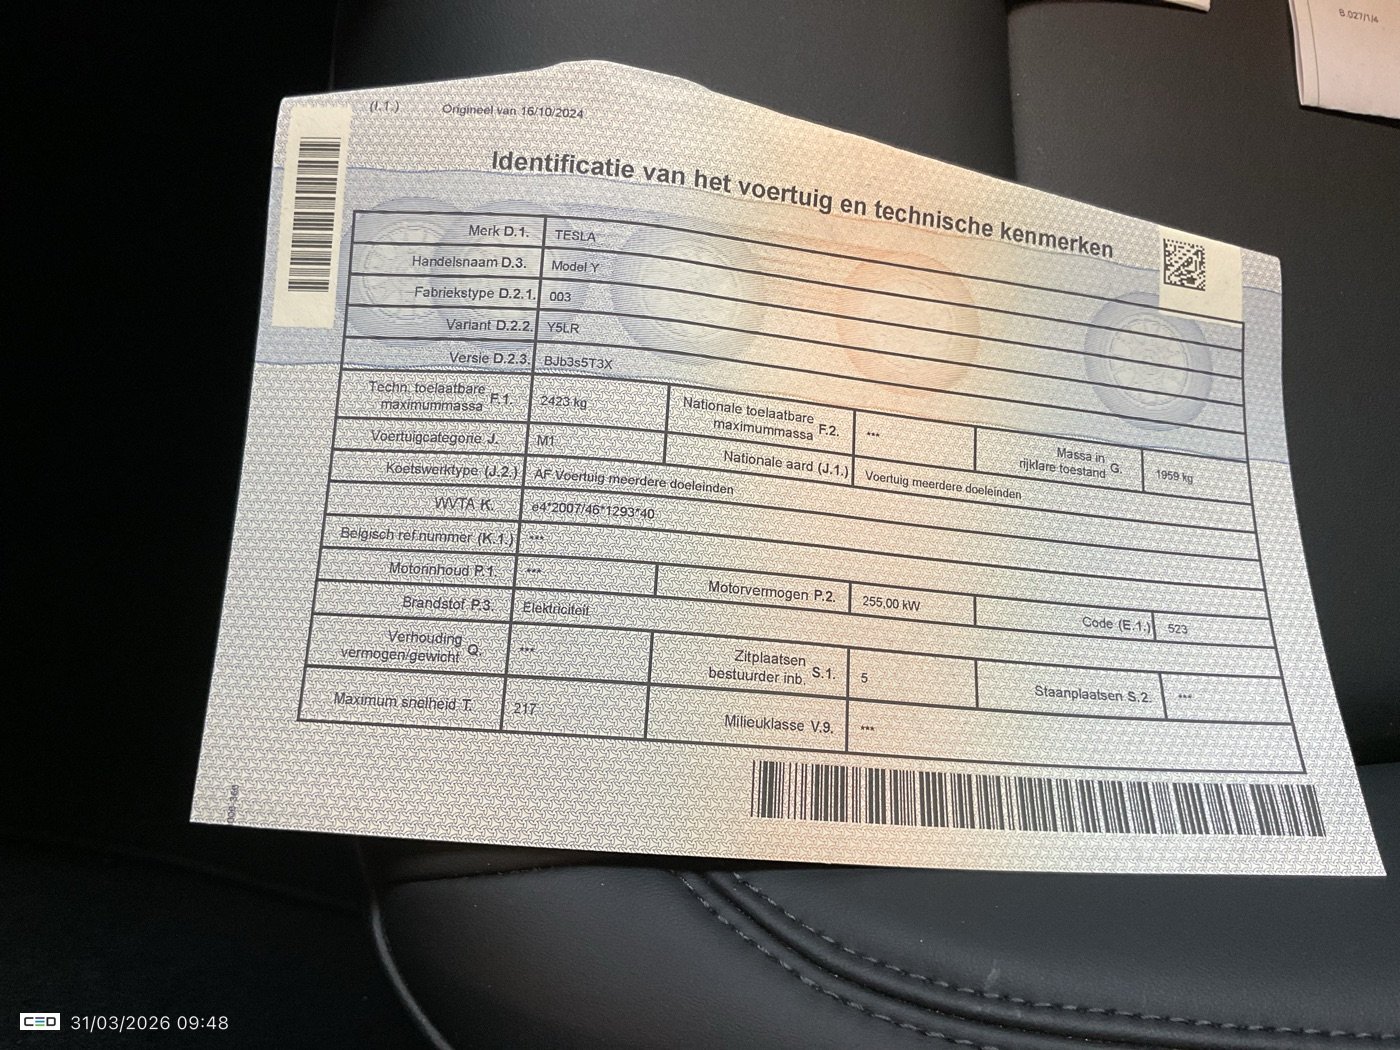 B.027/1/4
(I.1.) Origineel van 16/10/2024
Identificatie van het voertuig en technische kenmerken
Merk D.1. TESLA
Handelsnaam D.3. Model Y
Fabriekstype D.2.1. 003
Variant D.2.2. Y5LR
Versie D.2.3. BJb3s5T3X
Techn. toelaatbare maximummassa F.1. 2423 kg Nationale toelaatbare maximummassa F.2. *** Massa in rijklare toestand G. 1959 kg
Voertuigcategorie J. M1 Nationale aard (J.1.) Voertuig meerdere doeleinden
Koetswerktype (J.2.) AF Voertuig meerdere doeleinden
WVTA K. e4*2007/46*1293*40
Belgisch ref.nummer (K.1.) ***
Motorinhoud P.1. *** Motorvermogen P.2. 255,00 kW Code (E.1.) 523
Brandstof P.3. Elektriciteit
Verhouding vermogen/gewicht Q. *** Zitplaatsen bestuurder inb. S.1. 5 Staanplaatsen S.2. ***
Maximum snelheid T. 217 Milieuklasse V.9. ***
CED 31/03/2026 09:48